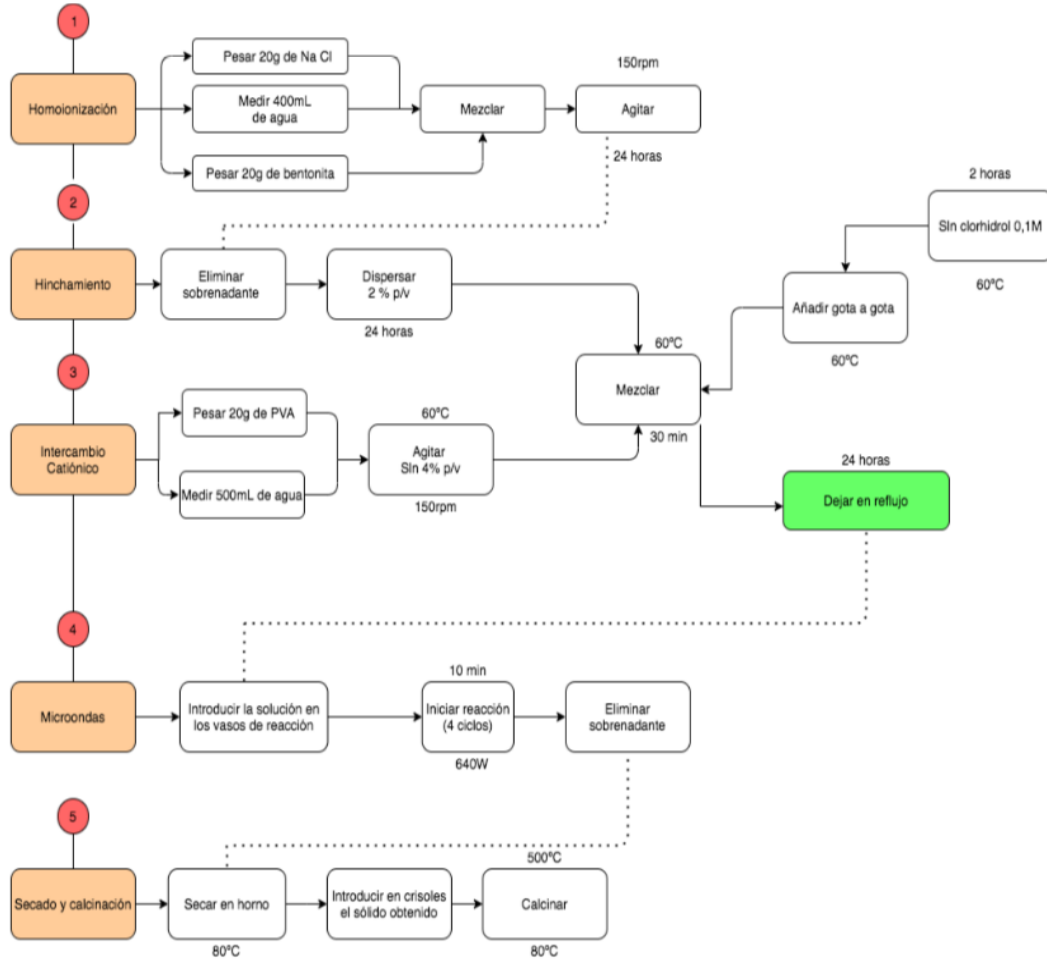 1
Homoionización
Pesar 20g de Na Cl
Medir 400mL
de agua
Pesar 20g de bentonita
Mezclar
150rpm
Agitar
24 horas
2
Hinchamiento
Eliminar
sobrenadante
Dispersar
2 % p/v
24 horas
2 horas
Sln clorhidrol 0,1M
60ºC
Añadir gota a gota
60ºC
60ºC
Mezclar
30 min
3
Intercambio
Catiónico
Pesar 20g de PVA
Medir 500mL de agua
60ºC
Agitar
Sln 4% p/v
150rpm
24 horas
Dejar en reflujo
4
Microondas
Introducir la solución en
los vasos de reacción
10 min
Iniciar reacción
(4 ciclos)
640W
Eliminar
sobrenadante
5
Secado y calcinación
Secar en horno
80ºC
Introducir en crisoles
el sólido obtenido
500ºC
Calcinar
80ºC